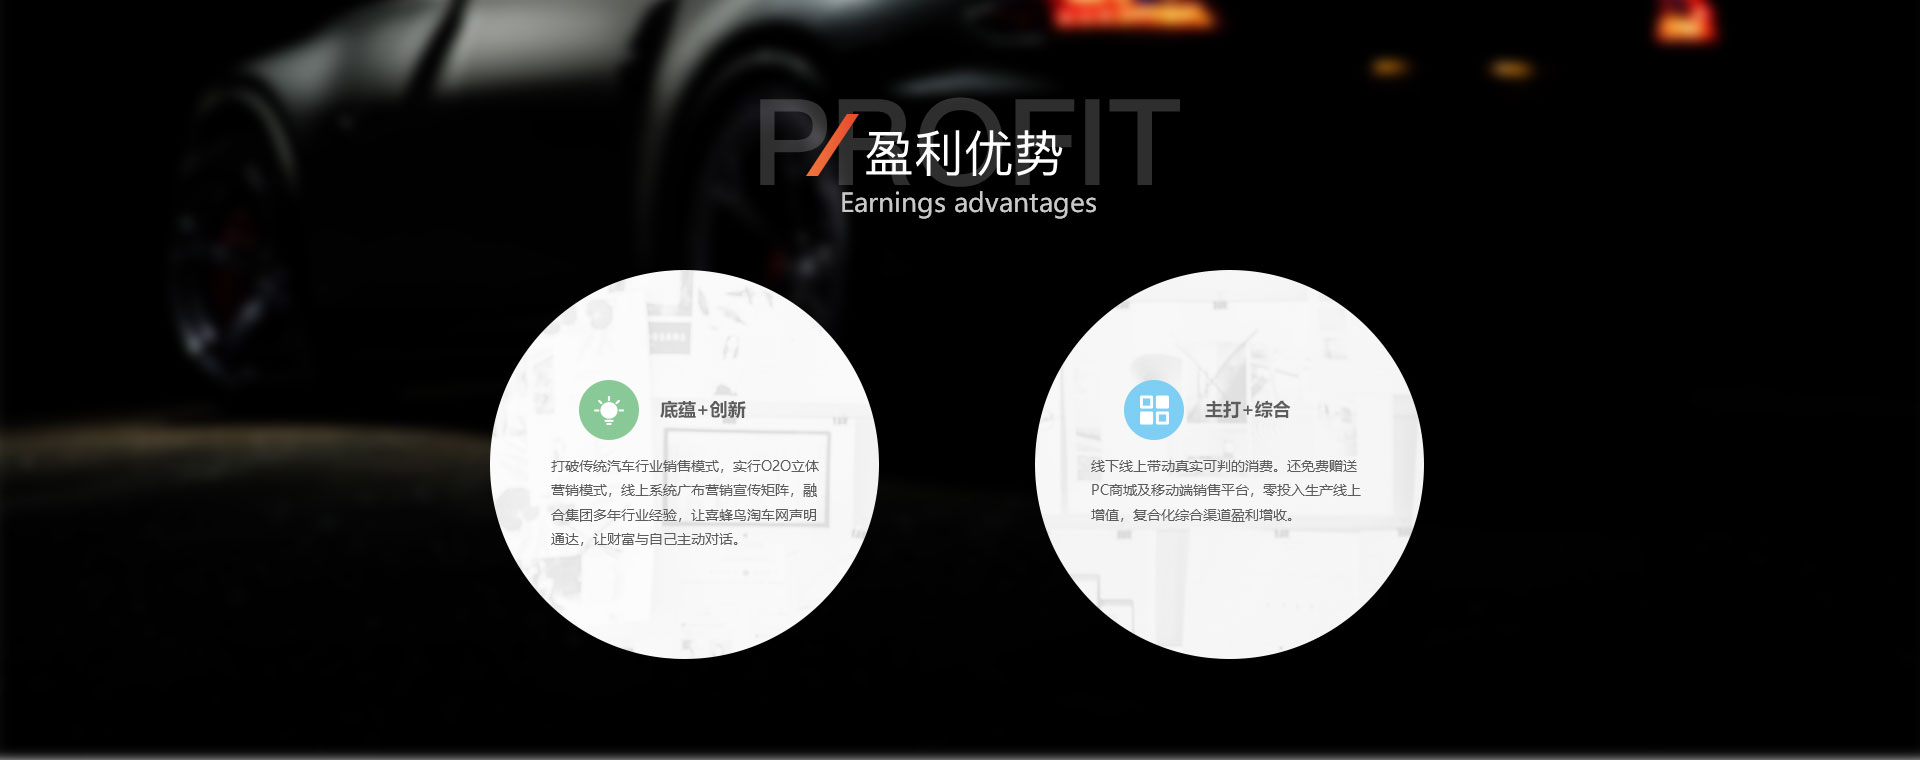 PROFIT
盈利优势
Earnings advantages
底蕴+创新
打破传统汽车行业销售模式，实行O2O立体
营销模式，线上系统广布营销宣传矩阵，融
合集团多年行业经验，让喜蜂鸟淘车网声明
通达，让财富与自己主动对话。
主打+综合
线下线上带动真实可判的消费。还免费赠送
PC商城及移动端销售平台，零投入生产线上
增值，复合化综合渠道盈利增收。